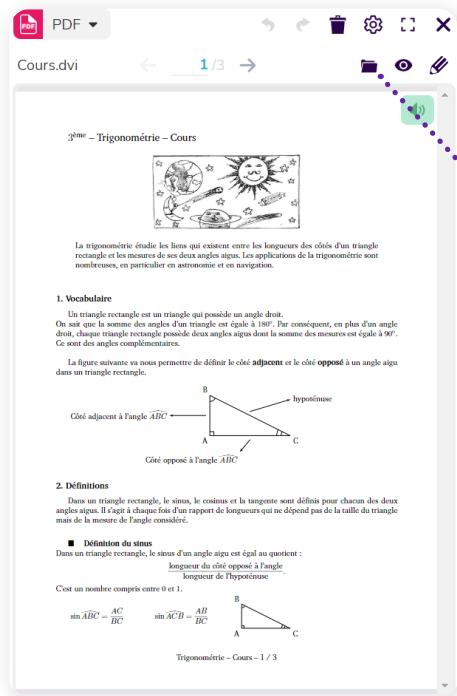 PDF
PDF
Cours.dvi
1 /3
3ème – Trigonométrie – Cours
La trigonométrie étudie les liens qui existent entre les longueurs des côtés d'un triangle
rectangle et les mesures de ses deux angles aigus. Les applications de la trigonométrie sont
nombreuses, en particulier en astronomie et en navigation.
1. Vocabulaire
Un triangle rectangle est un triangle qui possède un angle droit.
On sait que la somme des angles d'un triangle est égale à 180°. Par conséquent, en plus d'un angle
droit, chaque triangle rectangle possède deux angles aigus dont la somme des mesures est égale à 90°.
Ce sont des angles complémentaires.
La figure suivante va nous permettre de définir le côté adjacent et le côté opposé à un angle aigu
dans un triangle rectangle.
B
hypoténuse
Côté adjacent à l'angle ABC
A
C
Côté opposé à l'angle ABC
2. Définitions
Dans un triangle rectangle, le sinus, le cosinus et la tangente sont définis pour chacun des deux
angles aigus. Il s'agit à chaque fois d'un rapport de longueurs qui ne dépend pas de la taille du triangle
mais de la mesure de l'angle considéré.
■ Définition du sinus
Dans un triangle rectangle, le sinus d'un angle aigu est égal au quotient :
longueur du côté opposé à l'angle
longueur de l'hypoténuse .
C'est un nombre compris entre 0 et 1.
sin ABC = AC/BC sin ACB = AB/BC
B
A
C
Trigonométrie – Cours – 1 / 3